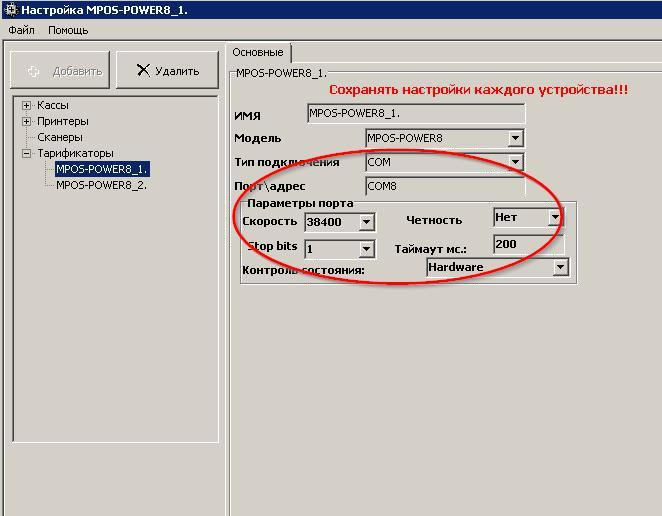 Настройка MPOS-POWER8_1.
Файл Помощь
Добавить Удалить
Кассы
Принтеры
Сканеры
Тарификаторы
MPOS-POWER8_1.
MPOS-POWER8_2.
Основные
MPOS-POWER8_1.
Сохранять настройки каждого устройства!!!
ИМЯ MPOS-POWER8_1.
Модель MPOS-POWER8
Тип подключения COM
Порт\адрес COM8
Параметры порта
Скорость 38400 Четность Нет
Stop bits 1 Таймаут мс.: 200
Контроль состояния: Hardware